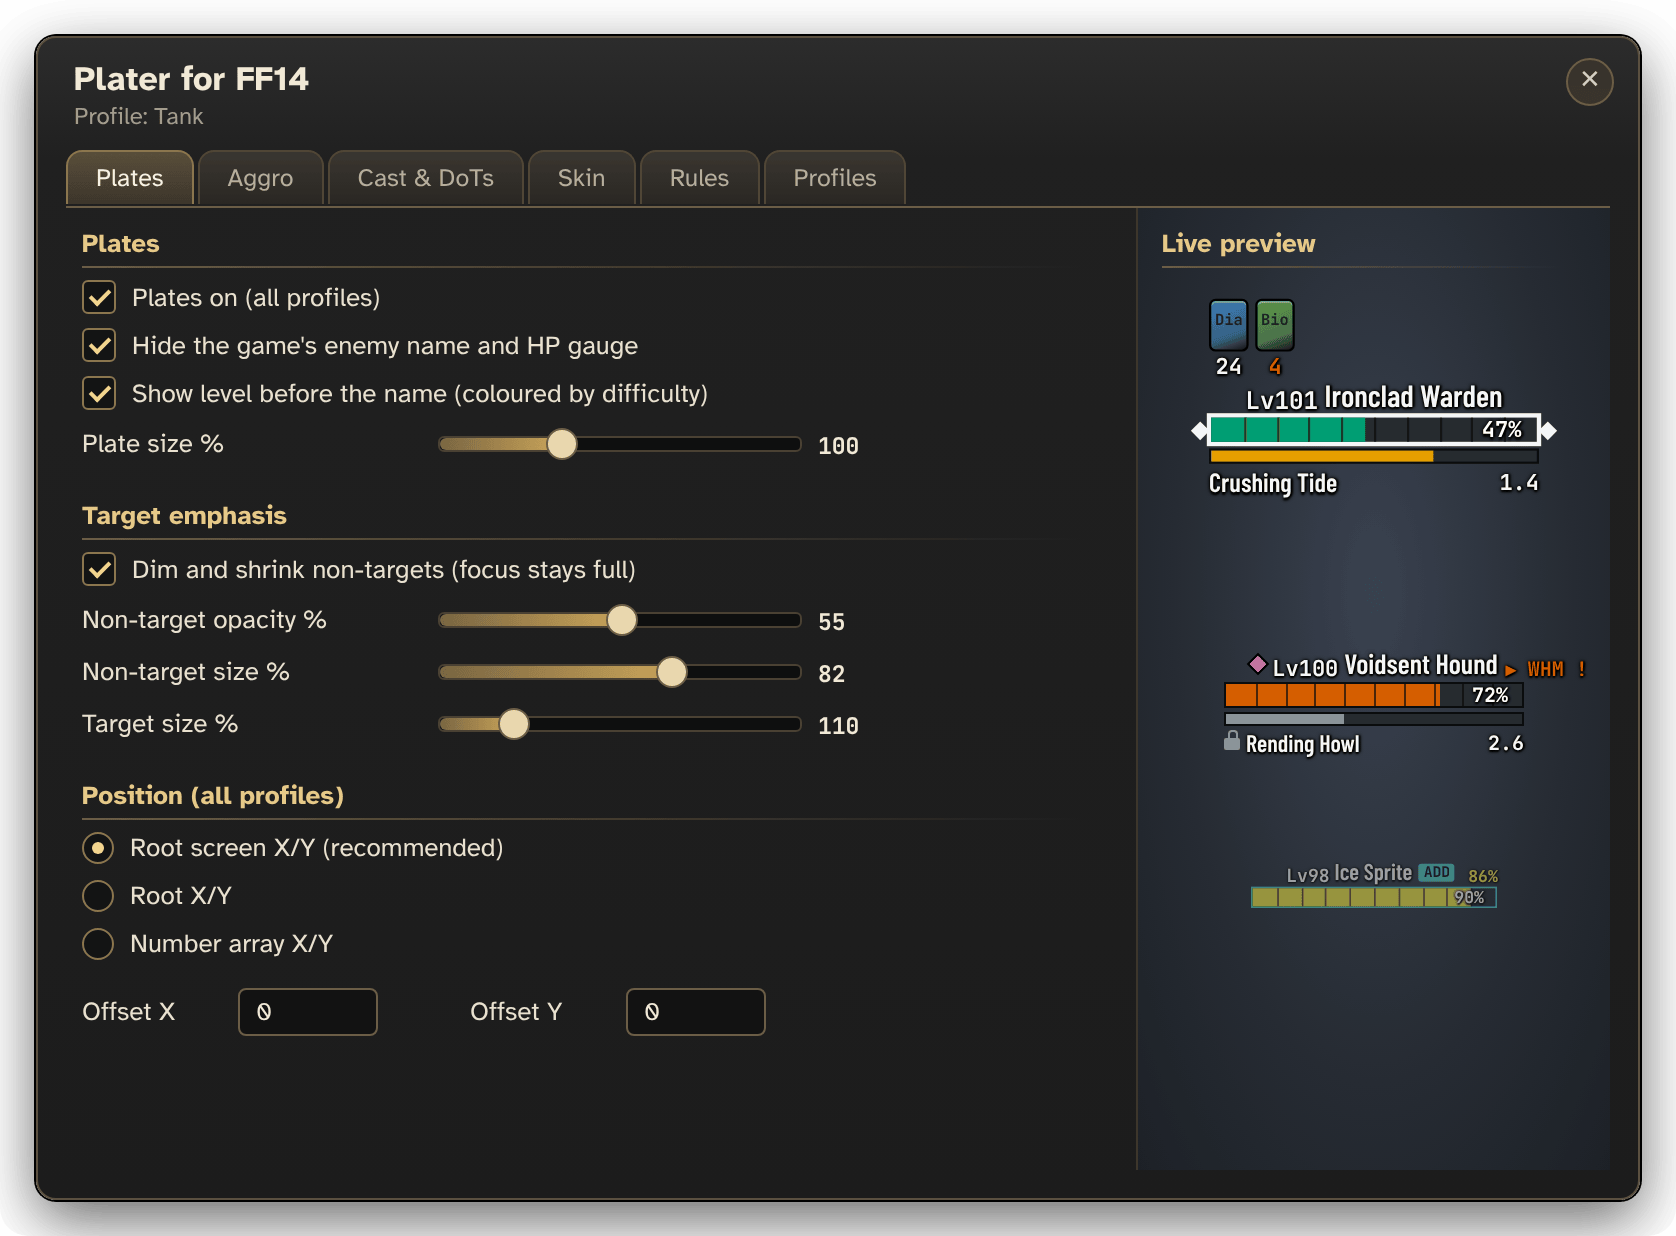 Plater for FF14
Profile: Tank
Plates
Aggro
Cast & DoTs
Skin
Rules
Profiles
Plates
Plates on (all profiles)
Hide the game's enemy name and HP gauge
Show level before the name (coloured by difficulty)
Plate size % 100
Target emphasis
Dim and shrink non-targets (focus stays full)
Non-target opacity % 55
Non-target size % 82
Target size % 110
Position (all profiles)
Root screen X/Y (recommended)
Root X/Y
Number array X/Y
Offset X 0 Offset Y 0
Live preview
Dia Bio
24 4
Lv101 Ironclad Warden
47%
Crushing Tide 1.4
Lv100 Voidsent Hound ▶ WHM !
72%
Rending Howl 2.6
Lv98 Ice Sprite ADD 86%
90%